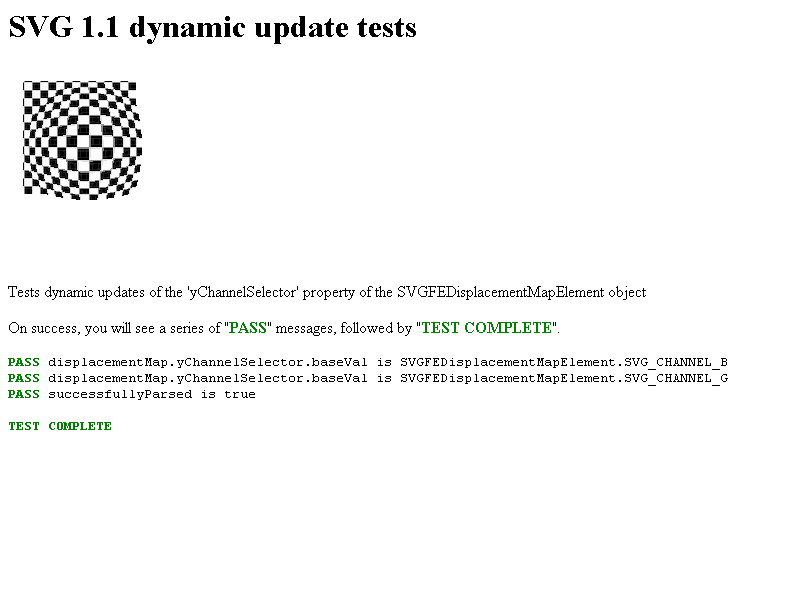 SVG 1.1 dynamic update tests
Tests dynamic updates of the 'yChannelSelector' property of the SVGFEDisplacementMapElement object
On success, you will see a series of "PASS" messages, followed by "TEST COMPLETE".
PASS displacementMap.yChannelSelector.baseVal is SVGFEDisplacementMapElement.SVG_CHANNEL_B
PASS displacementMap.yChannelSelector.baseVal is SVGFEDisplacementMapElement.SVG_CHANNEL_G
PASS successfullyParsed is true
TEST COMPLETE